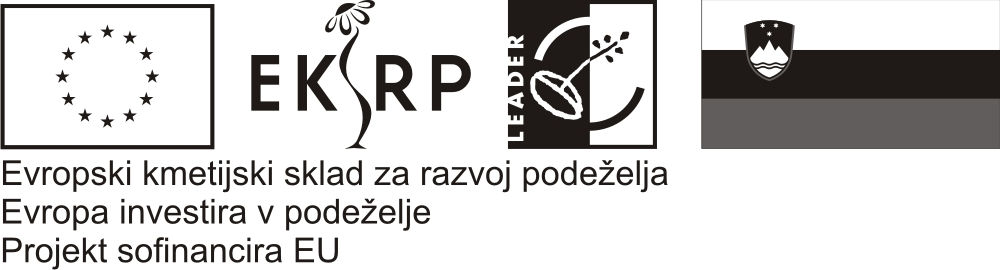 EKSRP
LEADER
Evropski kmetijski sklad za razvoj podeželja
Evropa investira v podeželje
Projekt sofinancira EU